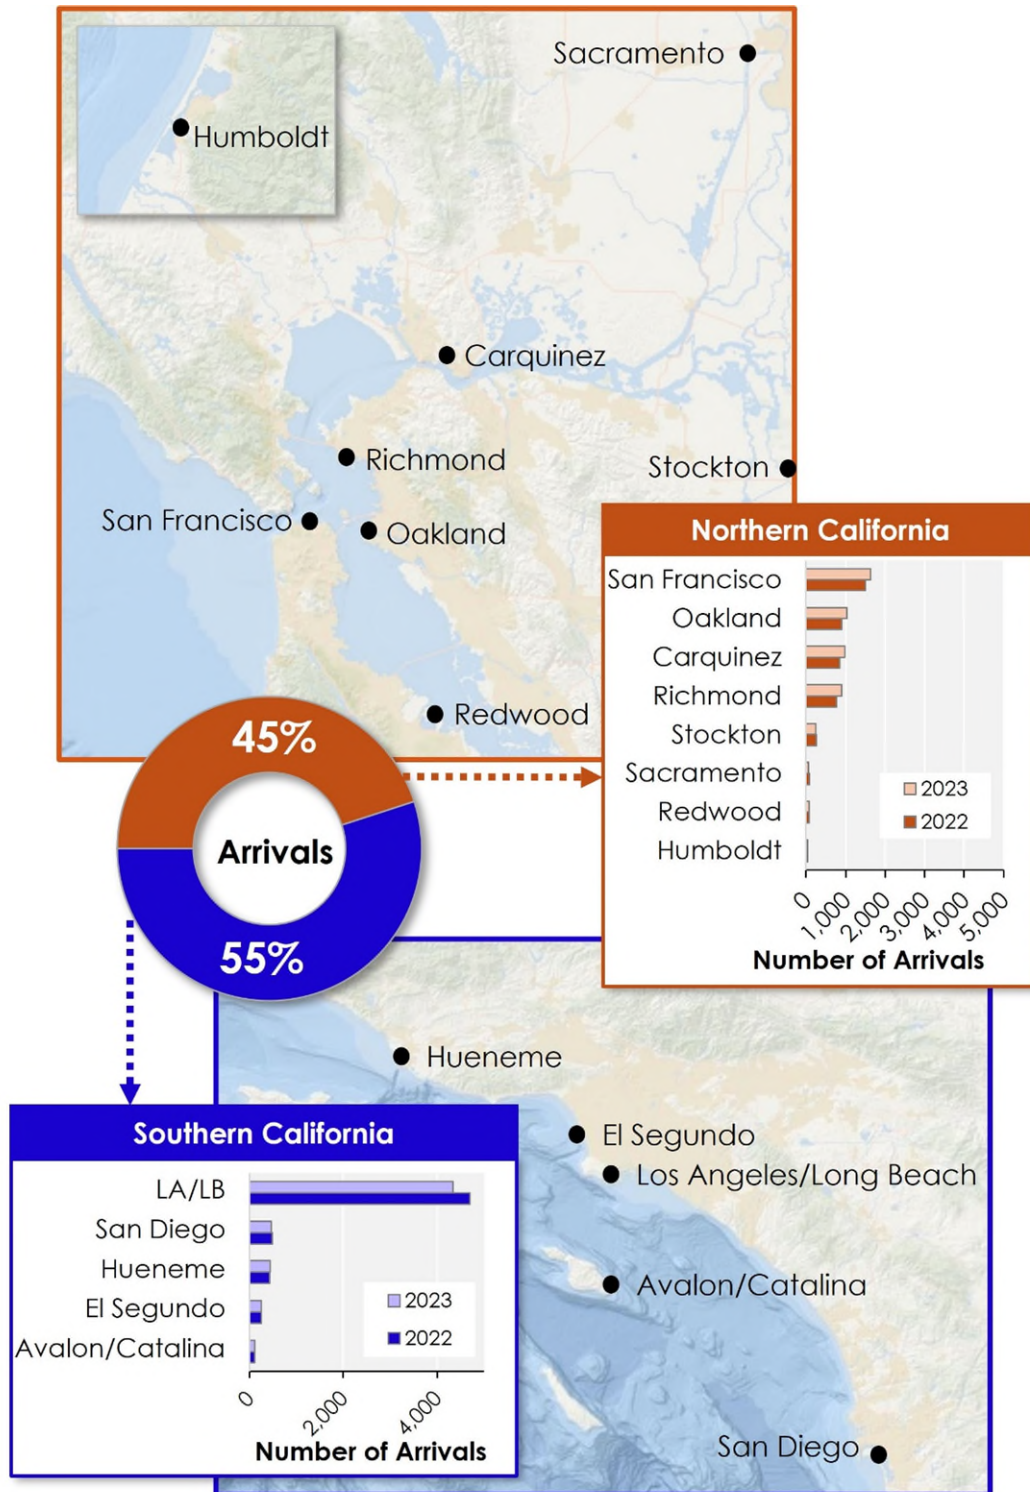 Sacramento
Humboldt
Carquinez
Richmond
Stockton
San Francisco
Oakland
Redwood
Northern California
San Francisco
Oakland
Carquinez
Richmond
Stockton
Sacramento
Redwood
Humboldt
2023
2022
0
1,000
2,000
3,000
4,000
5,000
Number of Arrivals
45%
Arrivals
55%
Hueneme
El Segundo
Los Angeles/Long Beach
Avalon/Catalina
San Diego
Southern California
LA/LB
San Diego
Hueneme
El Segundo
Avalon/Catalina
2023
2022
0
2,000
4,000
Number of Arrivals